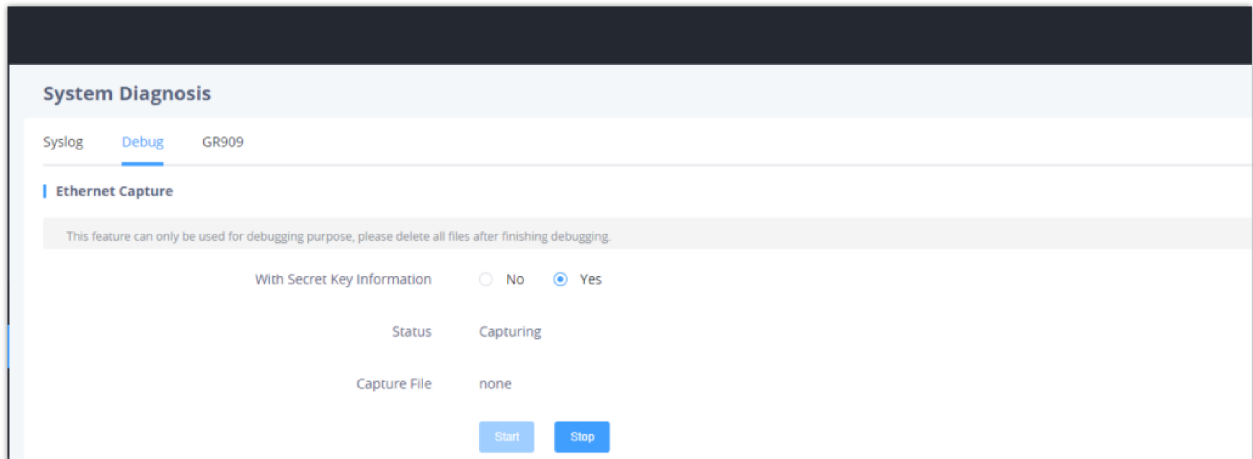 System Diagnosis
Syslog Debug GR909
Ethernet Capture
This feature can only be used for debugging purpose, please delete all files after finishing debugging.
With Secret Key Information No Yes
Status Capturing
Capture File none
Start Stop